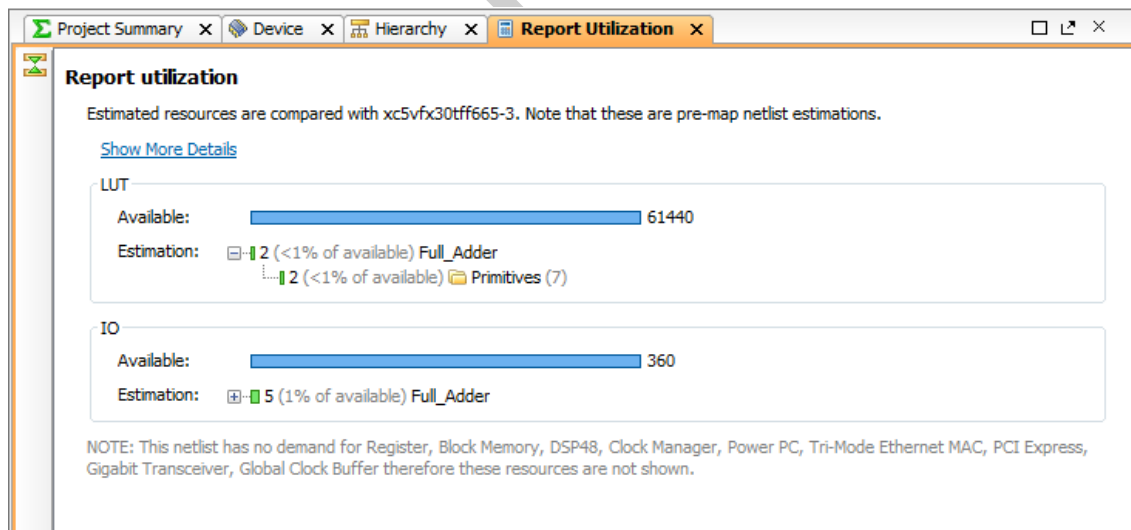 Project Summary Device Hierarchy Report Utilization
Report utilization
Estimated resources are compared with xc5vfx30tff665-3. Note that these are pre-map netlist estimations.
Show More Details
LUT
Available: 61440
Estimation: 2 (<1% of available) Full_Adder
2 (<1% of available) Primitives (7)
IO
Available: 360
Estimation: 5 (1% of available) Full_Adder
NOTE: This netlist has no demand for Register, Block Memory, DSP48, Clock Manager, Power PC, Tri-Mode Ethernet MAC, PCI Express,
Gigabit Transceiver, Global Clock Buffer therefore these resources are not shown.